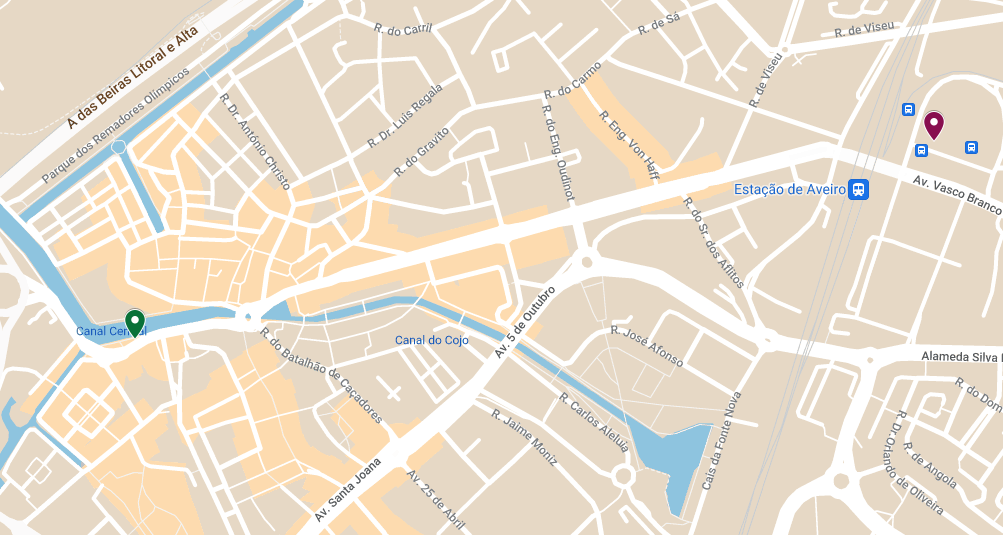 R. do Carril
R. de Sá
R. de Viseu
A das Beiras Litoral e Alta
Parque dos Remadores Olímpicos
R. de Viseu
R. do Carmo
R. Dr. Luís Regala
R. Dr. António Christo
R. do Gravito
R. do Eng. Oudinot
R. Eng. Von Haff
Estação de Aveiro
Av. Vasco Branco
R. do Sr. dos Aflitos
Canal Central
Av. 5 de Outubro
Canal do Cojo
R. José Afonso
R. do Batalhão de Caçadores
Alameda Silva
R. do Dom
Cais da Fonte Nova
R. Carlos Aleluia
R. Jaime Moniz
R. Dr. Orlando de Oliveira
R. de Angola
Av. Santa Joana
Av. 25 de Abril